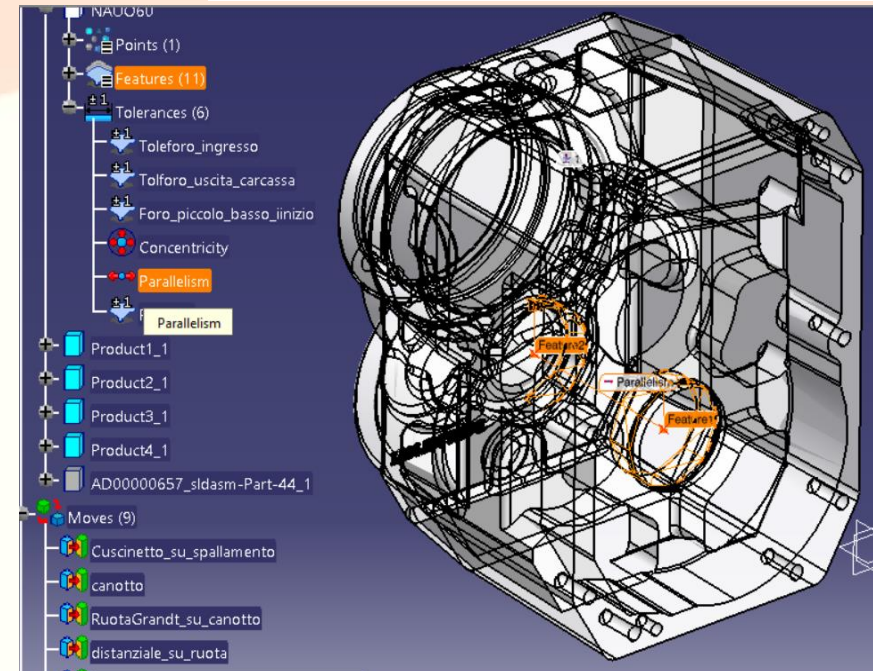 NAUO60
Points (1)
Features (11)
Tolerances (6)
Toleforo_ingresso
Tolforo_uscita_carcassa
Foro_piccolo_basso_iinizio
Concentricity
Parallelism
Parallelism
Product1_1
Product2_1
Product3_1
Product4_1
AD00000657_sldasm-Part-44_1
Moves (9)
Cuscinetto_su_spallamento
canotto
RuotaGrandt_su_canotto
distanziale_su_ruota
Feature2
Parallelism
Feature1